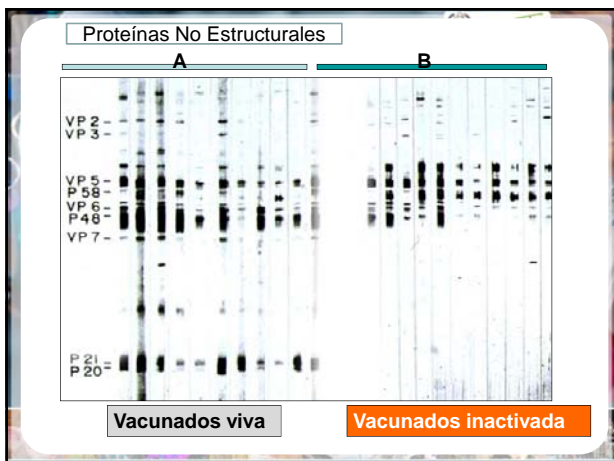 Proteínas No Estructurales
A
B
VP 2 –
VP 3 –
VP 5 –
P 58 –
VP 6 –
P 48 –
VP 7 –
P 21 –
P 20 –
Vacunados viva
Vacunados inactivada